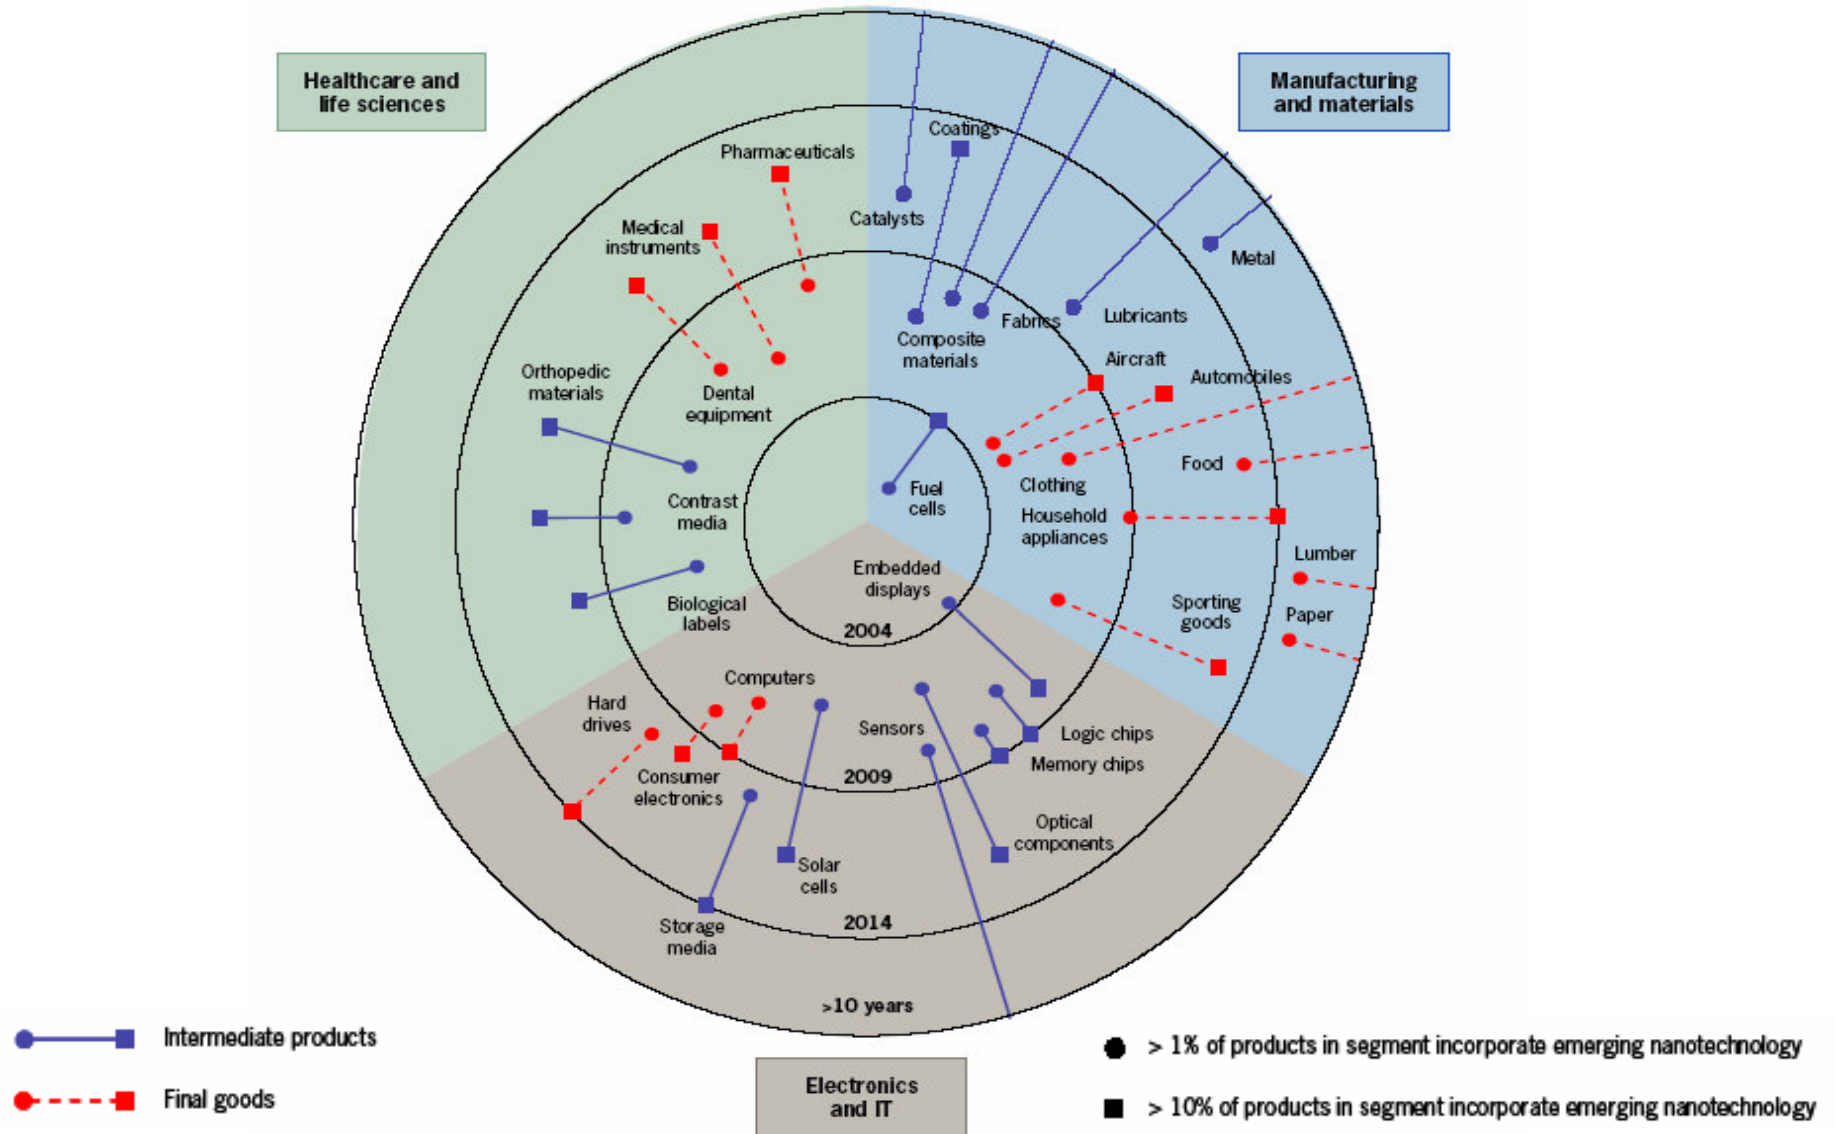 Healthcare and
life sciences
Manufacturing
and materials
Coatings
Pharmaceuticals
Catalysts
Medical
instruments
Metal
Fabrics
Lubricants
Composite
materials
Aircraft
Automobiles
Orthopedic
materials
Dental
equipment
Food
Clothing
Fuel
cells
Contrast
media
Household
appliances
Lumber
Embedded
displays
Biological
labels
Sporting
goods
Paper
2004
Computers
Hard
drives
Sensors
Logic chips
Memory chips
2009
Consumer
electronics
Optical
components
Solar
cells
2014
Storage
media
>10 years
Intermediate products
Final goods
Electronics
and IT
> 1% of products in segment incorporate emerging nanotechnology
> 10% of products in segment incorporate emerging nanotechnology